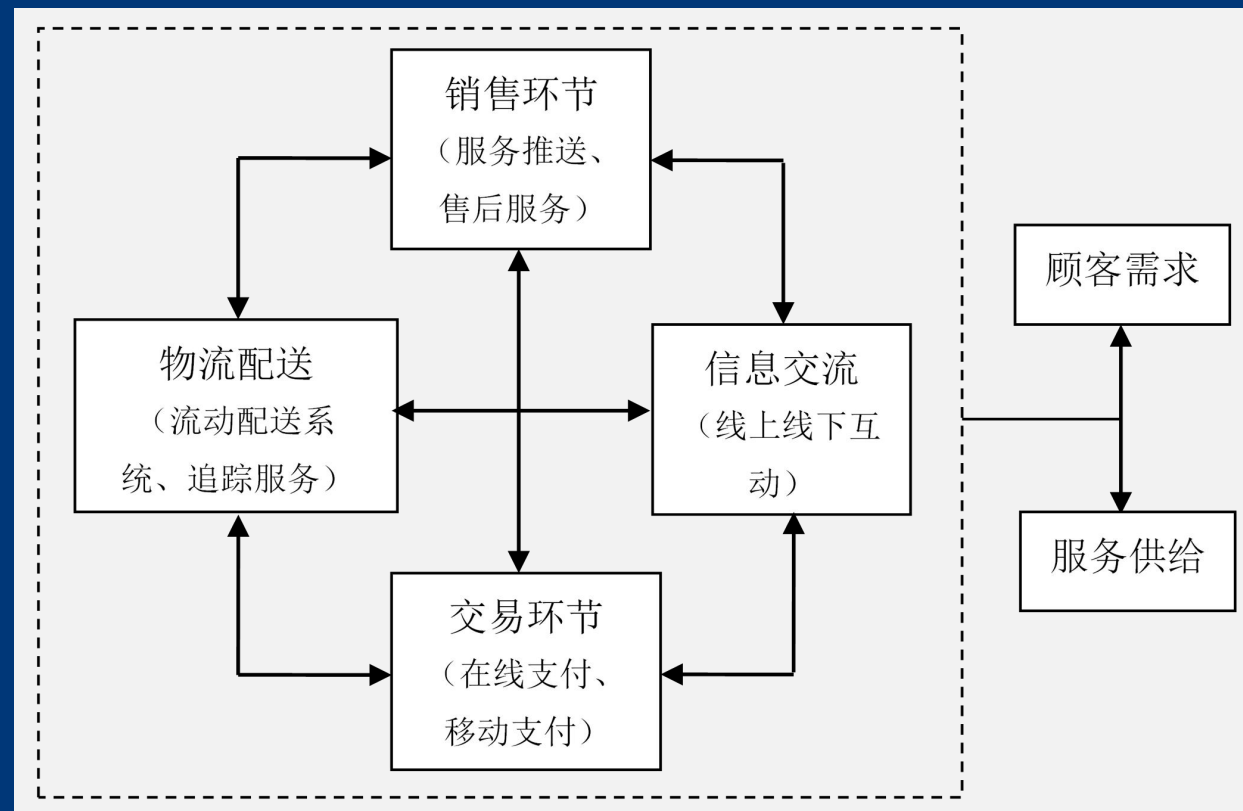 销售环节
（服务推送、
售后服务）
顾客需求
物流配送
（流动配送系
统、追踪服务）
信息交流
（线上线下互
动）
服务供给
交易环节
（在线支付、
移动支付）